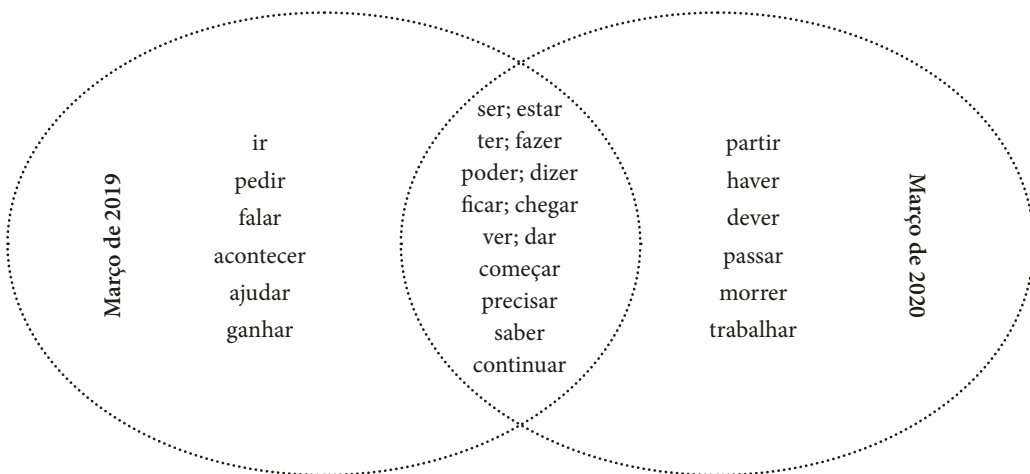 Março de 2019
ir
pedir
falar
acontecer
ajudar
ganhar
ser; estar
ter; fazer
poder; dizer
ficar; chegar
ver; dar
começar
precisar
saber
continuar
partir
haver
dever
passar
morrer
trabalhar
Março de 2020